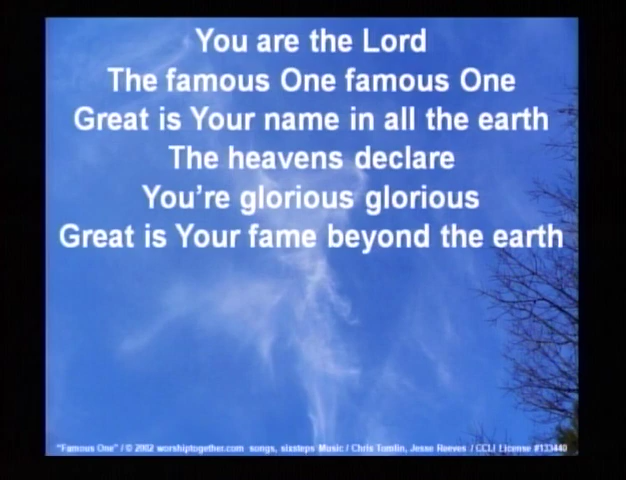 You are the Lord
The famous One famous One
Great is Your name in all the earth
The heavens declare
You're glorious glorious
Great is Your fame beyond the earth
"Famous One" / © 2002 worshiptogether.com songs, sixsteps Music / Chris Tomlin, Jesse Reeves / CCLI License #133440